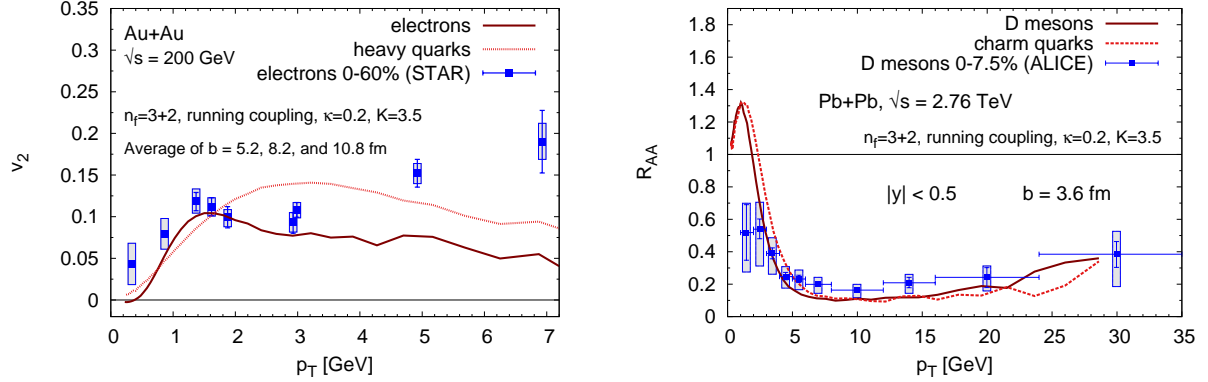 0.35
0.3
0.25
0.2
0.15
0.1
0.05
0
v₂
Au+Au
√s = 200 GeV
electrons
heavy quarks
electrons 0-60% (STAR)
n_f=3+2, running coupling, κ=0.2, K=3.5
Average of b = 5.2, 8.2, and 10.8 fm
0 1 2 3 4 5 6 7
p_T [GeV]
1.8
1.6
1.4
1.2
1
0.8
0.6
0.4
0.2
0
R_AA
D mesons
charm quarks
D mesons 0-7.5% (ALICE)
Pb+Pb, √s = 2.76 TeV
n_f=3+2, running coupling, κ=0.2, K=3.5
|y| < 0.5 b = 3.6 fm
0 5 10 15 20 25 30 35
p_T [GeV]